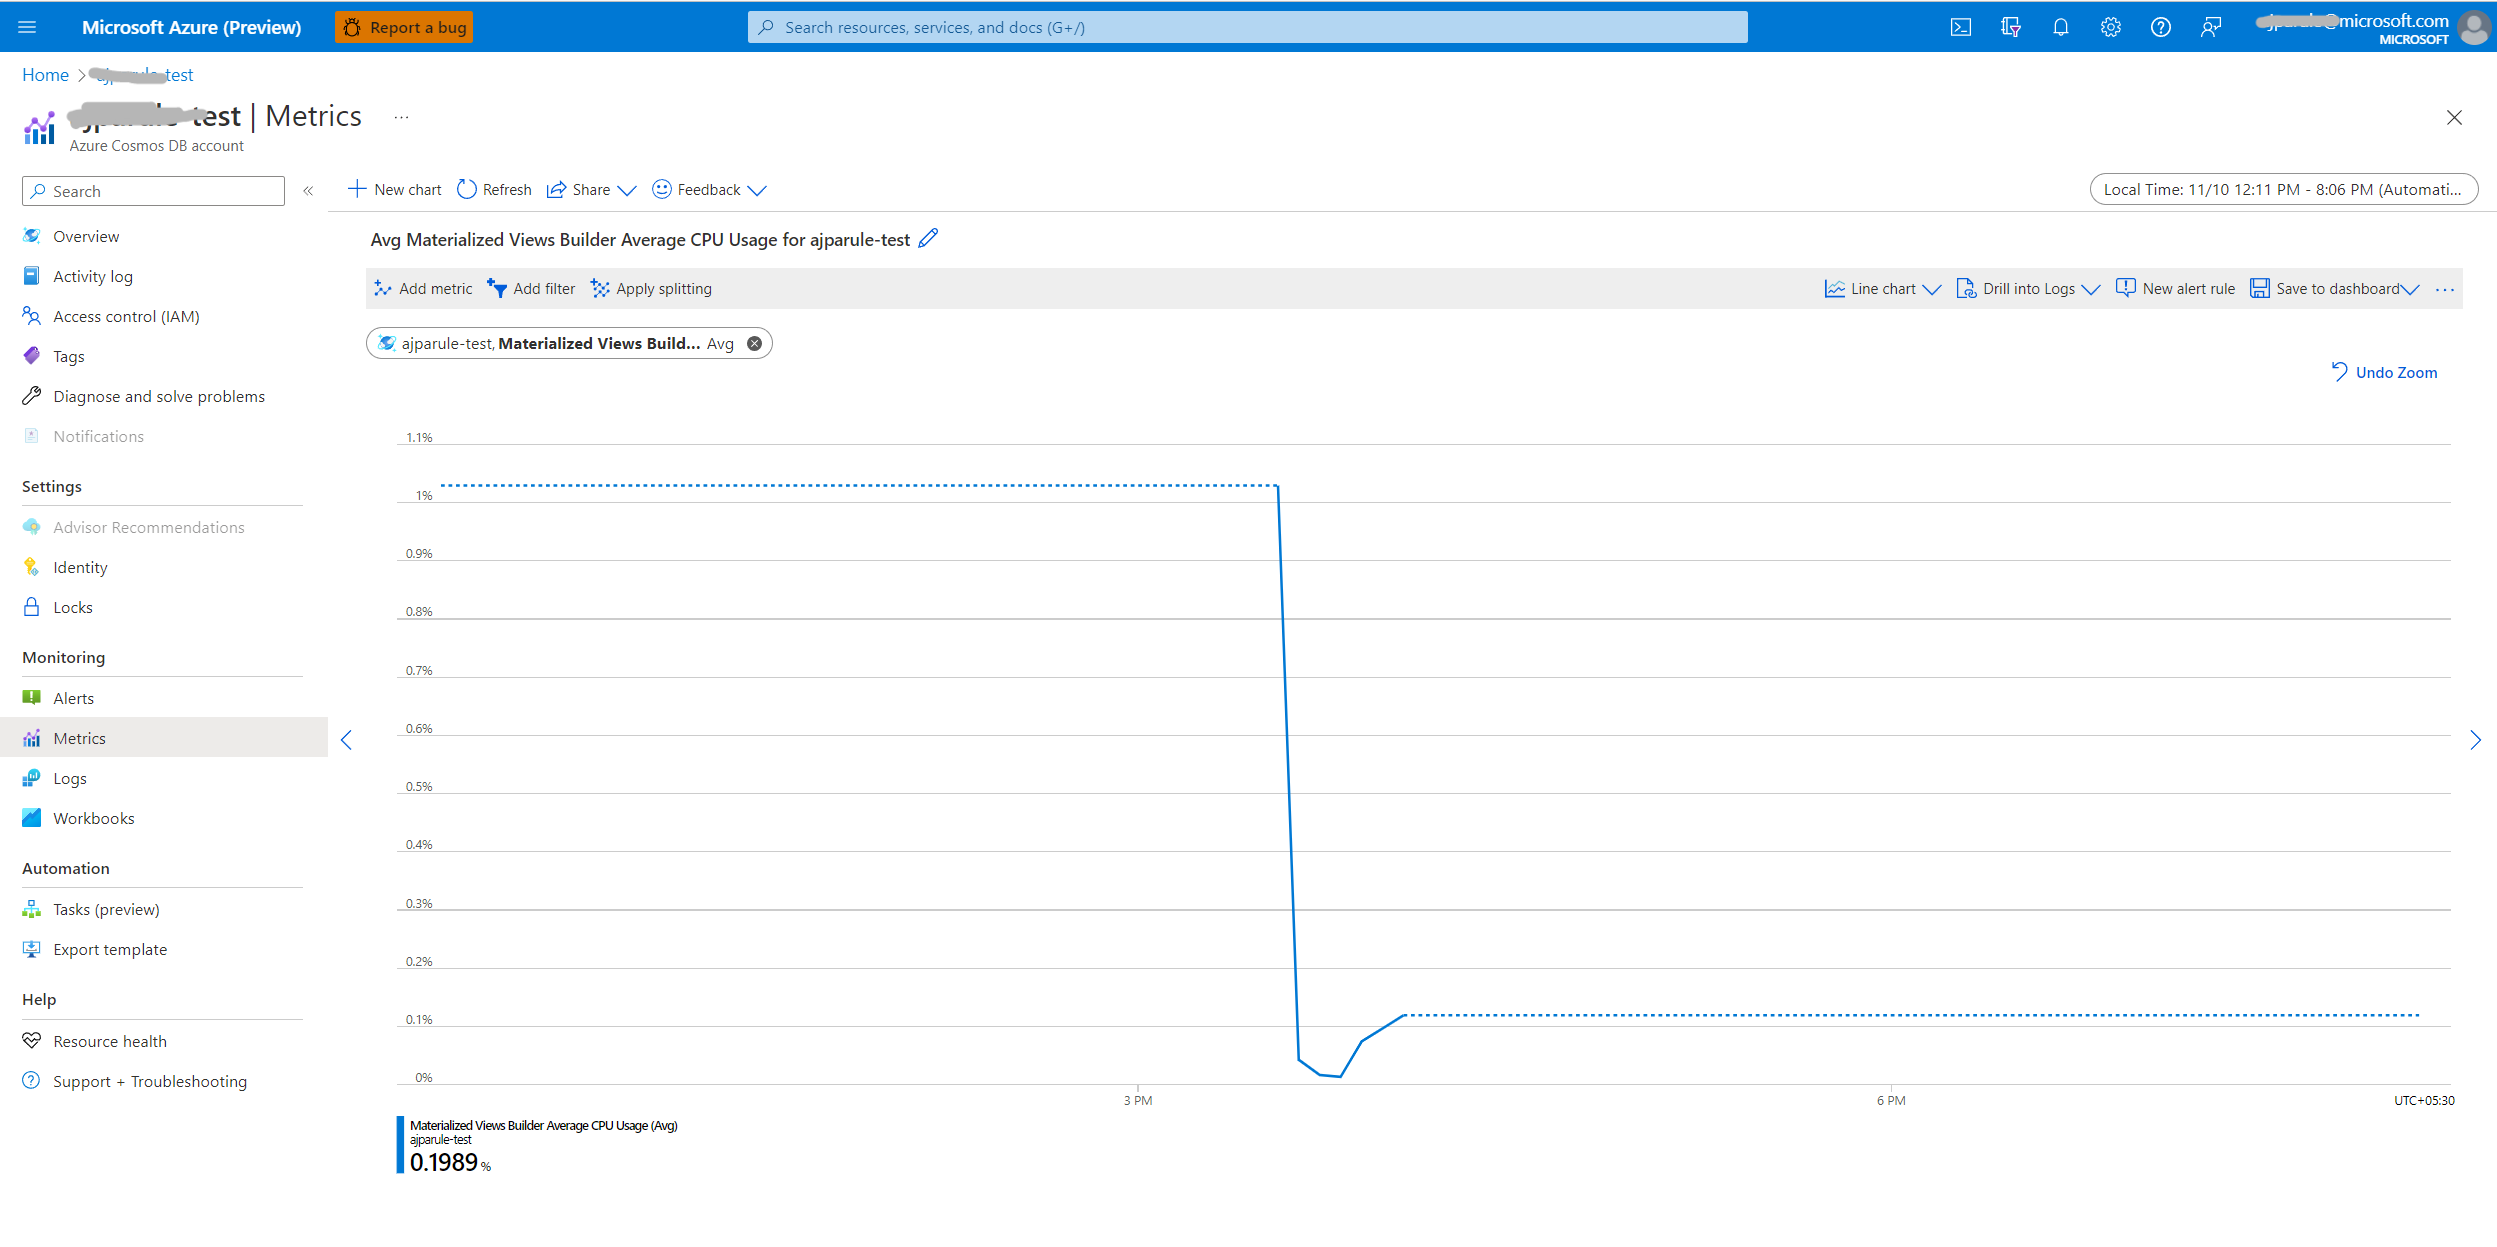 Microsoft Azure (Preview)
Report a bug
Search resources, services, and docs (G+/)
@microsoft.com
MICROSOFT
Home > test
test | Metrics ...
Azure Cosmos DB account
Search
«
New chart Refresh Share Feedback
Local Time: 11/10 12:11 PM - 8:06 PM (Automati...
Overview
Activity log
Access control (IAM)
Tags
Diagnose and solve problems
Notifications
Settings
Advisor Recommendations
Identity
Locks
Monitoring
Alerts
Metrics
Logs
Workbooks
Automation
Tasks (preview)
Export template
Help
Resource health
Support + Troubleshooting
Avg Materialized Views Builder Average CPU Usage for ajparule-test
Add metric Add filter Apply splitting
Line chart Drill into Logs New alert rule Save to dashboard ...
ajparule-test, Materialized Views Build... Avg
Undo Zoom
1.1%
1%
0.9%
0.8%
0.7%
0.6%
0.5%
0.4%
0.3%
0.2%
0.1%
0%
3 PM 6 PM UTC+05:30
Materialized Views Builder Average CPU Usage (Avg)
ajparule-test
0.1989 %